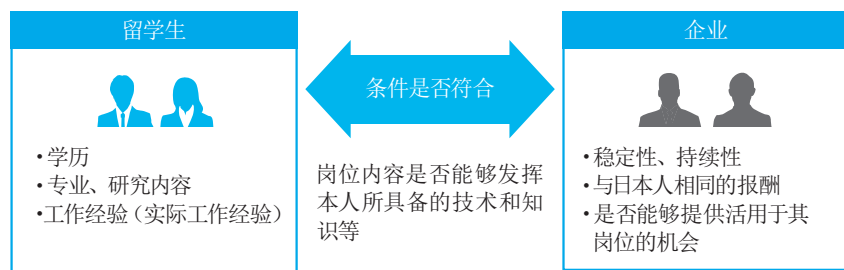 留学生
・学历
・专业、研究内容
・工作经验（实际工作经验）
条件是否符合
岗位内容是否能够发挥
本人所具备的技术和知
识等
企业
・稳定性、持续性
・与日本人相同的报酬
・是否能够提供活用于其
岗位的机会